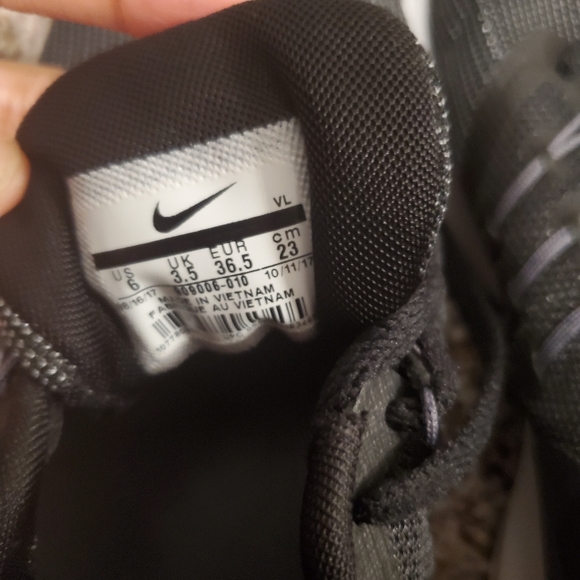 VL
US UK EUR cm
6 3.5 36.5 23
10/11/17
MADE IN VIETNAM
FABRIQUE AU VIETNAM